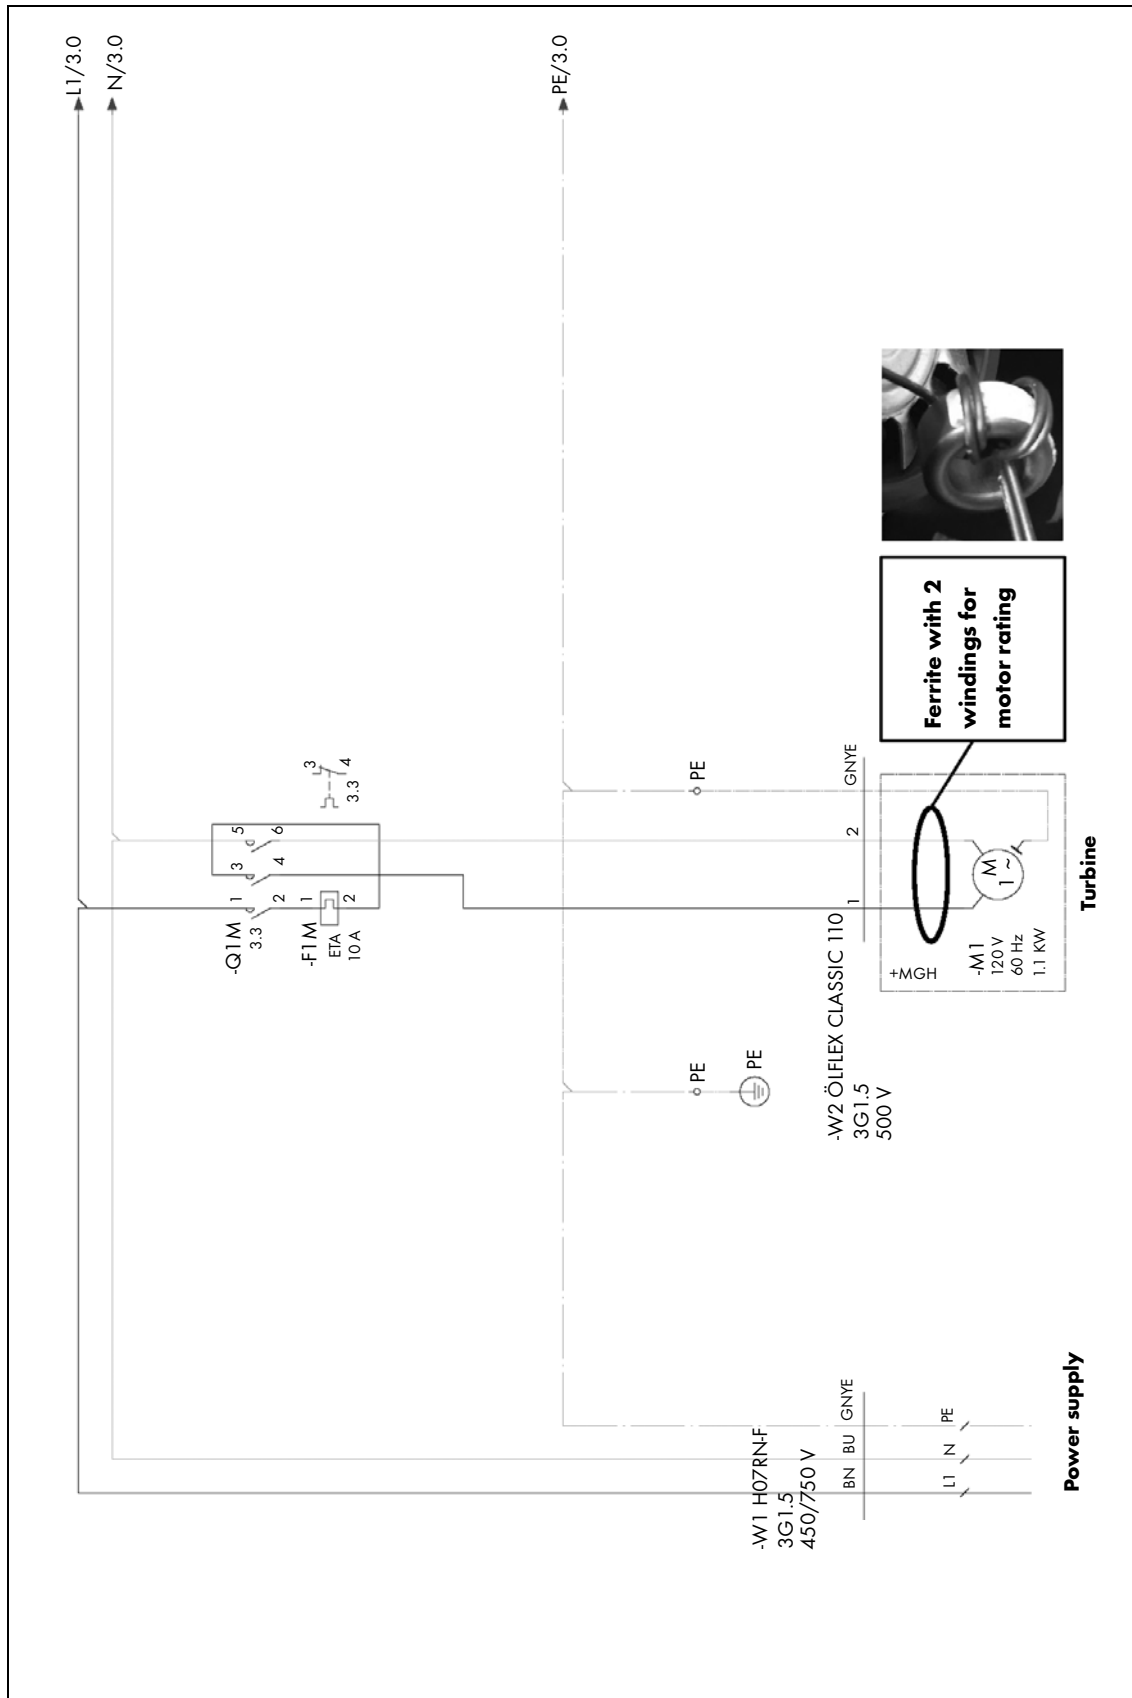 L1/3.0
N/3.0
PE/3.0
-Q1M
3.3
1
2
3
4
5
6
-F1M
ETA
10 A
1
2
3
4
3.3
PE
PE
PE
-W1 H07RN-F
3G1.5
450/750 V
BN
BU
GNYE
L1
N
PE
Power supply
-W2 ÖLFLEX CLASSIC 110
3G1.5
500 V
1
2
GNYE
+MGH
-M1
120 V
60 Hz
1.1 KW
M
1 ~
Turbine
Ferrite with 2
windings for
motor rating